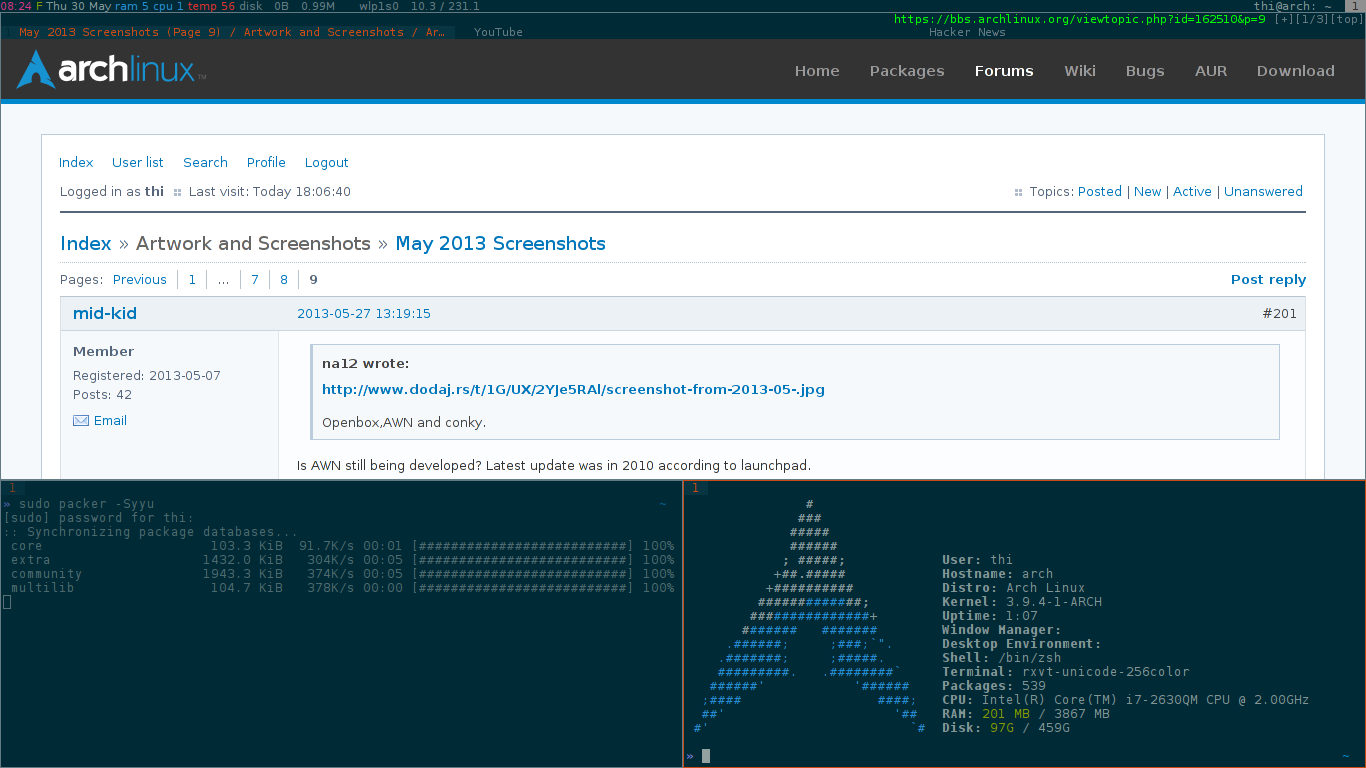 08:24 F Thu 30 May ram 5 cpu 1 temp 56 disk 0B 0.99M wlp1s0 10.3 / 231.1 thi@arch: ~ 1
https://bbs.archlinux.org/viewtopic.php?id=162510&p=9 [+][1/3][top]
May 2013 Screenshots (Page 9) / Artwork and Screenshots / Ar… YouTube Hacker News
archlinux™ Home Packages Forums Wiki Bugs AUR Download
Index User list Search Profile Logout
Logged in as thi Last visit: Today 18:06:40 Topics: Posted | New | Active | Unanswered
Index » Artwork and Screenshots » May 2013 Screenshots
Pages: Previous 1 … 7 8 9 Post reply
mid-kid 2013-05-27 13:19:15 #201
Member
Registered: 2013-05-07
Posts: 42
Email
na12 wrote:
http://www.dodaj.rs/t/1G/UX/2YJe5RAl/screenshot-from-2013-05-.jpg
Openbox,AWN and conky.
Is AWN still being developed? Latest update was in 2010 according to launchpad.
1
» sudo packer -Syyu ~
[sudo] password for thi:
:: Synchronizing package databases...
core 103.3 KiB 91.7K/s 00:01 [##########################] 100%
extra 1432.0 KiB 304K/s 00:05 [##########################] 100%
community 1943.3 KiB 374K/s 00:05 [##########################] 100%
multilib 104.7 KiB 378K/s 00:00 [##########################] 100%
1
#
###
#####
######
; #####;
+##.#####
+##########
#############;
###############+
#######   #######
.######;     ;###;`".
.#######;     ;#####.
#########.   .########`
######'           '######
;####                 ####;
##'                     '##
#'                         `#
User: thi
Hostname: arch
Distro: Arch Linux
Kernel: 3.9.4-1-ARCH
Uptime: 1:07
Window Manager:
Desktop Environment:
Shell: /bin/zsh
Terminal: rxvt-unicode-256color
Packages: 539
CPU: Intel(R) Core(TM) i7-2630QM CPU @ 2.00GHz
RAM: 201 MB / 3867 MB
Disk: 97G / 459G
» ~